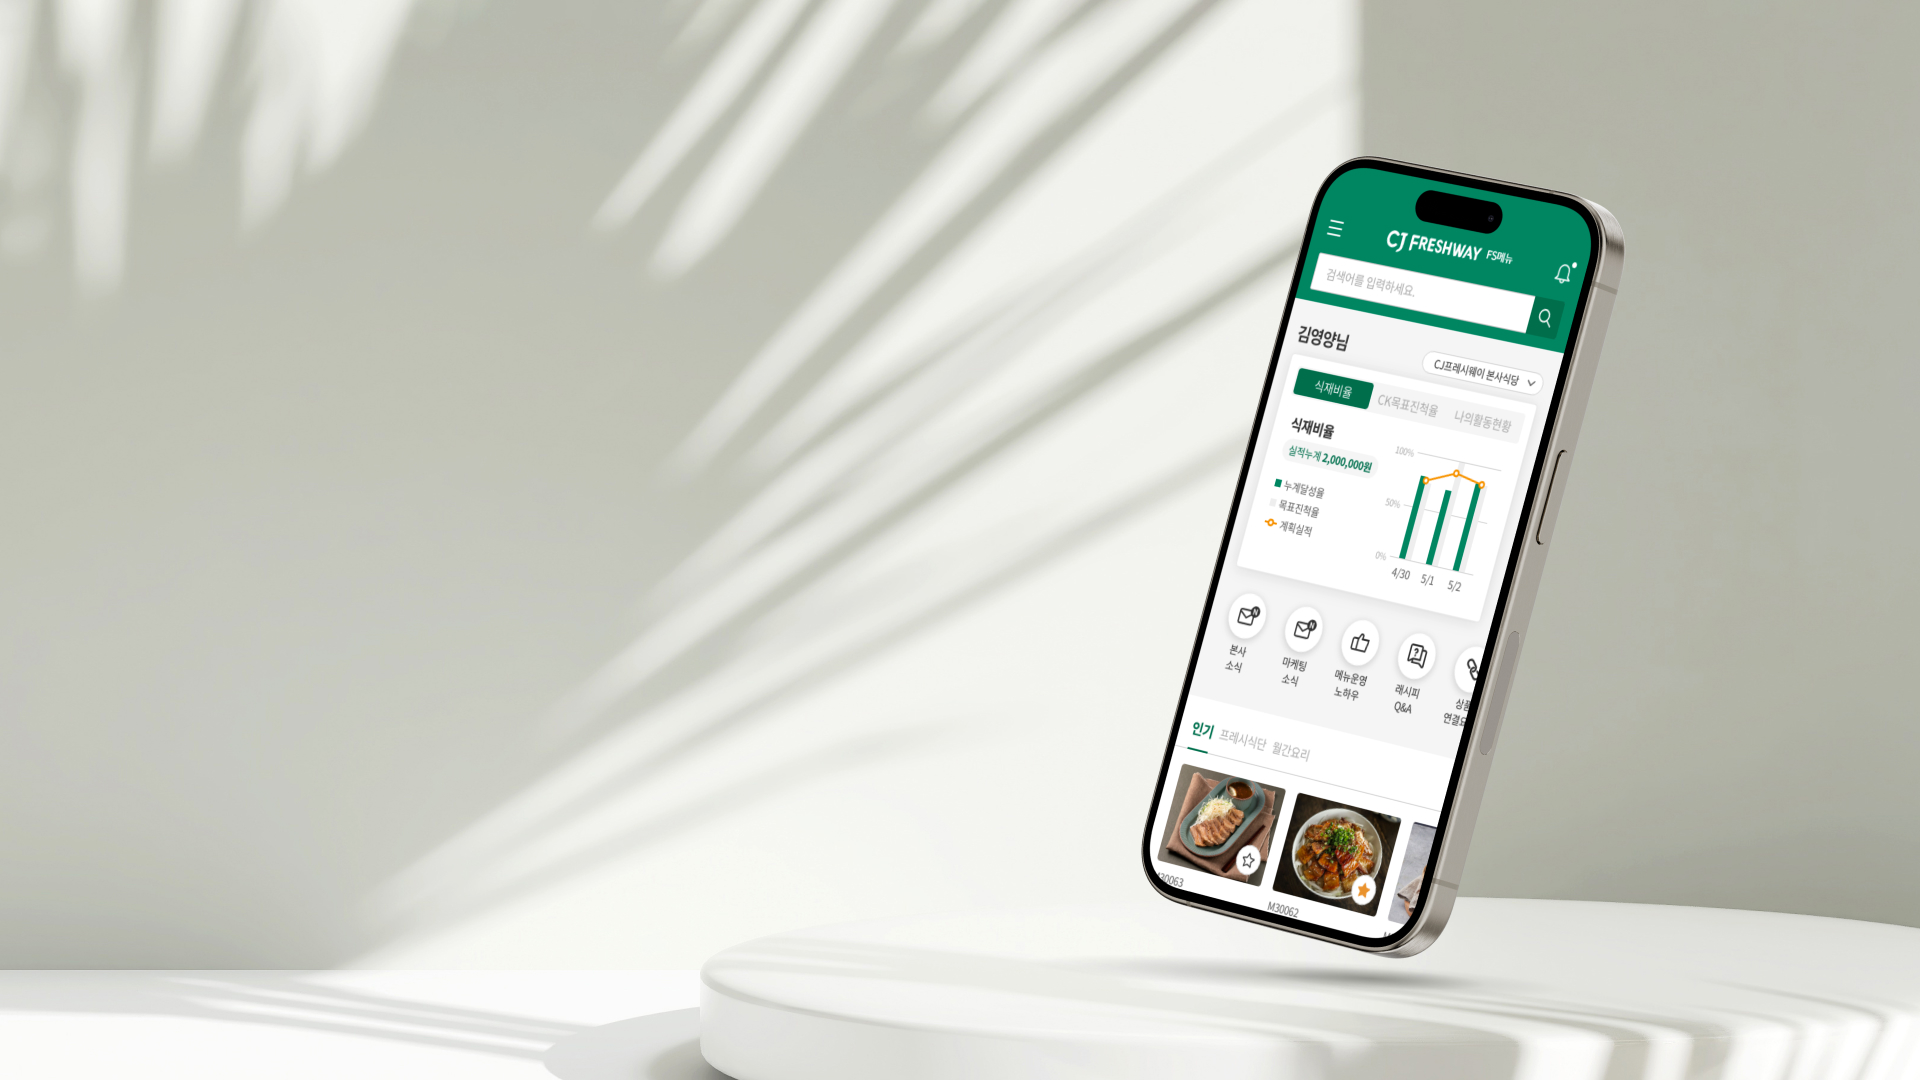 CJ FRESHWAY FS메뉴
검색어를 입력하세요.
김영양님
CJ프레시웨이 본사식당
식재비율 CK목표진척율 나의활동현황
식재비율
실적누계 2,000,000원
누계달성율
목표진척율
계획실적
100%
50%
0%
4/30 5/1 5/2
N N
본사
소식
마케팅
소식
메뉴운영
노하우
레시피
Q&A
상품
연결
인기 프레시식단 월간요리
M30062